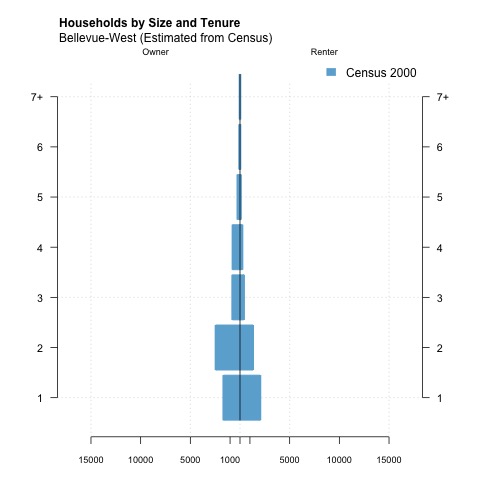 Households by Size and Tenure
Bellevue-West (Estimated from Census)
Owner
Renter
Census 2000
7+
7+
6
6
5
5
4
4
3
3
2
2
1
1
15000 10000 5000 1000 5000 10000 15000